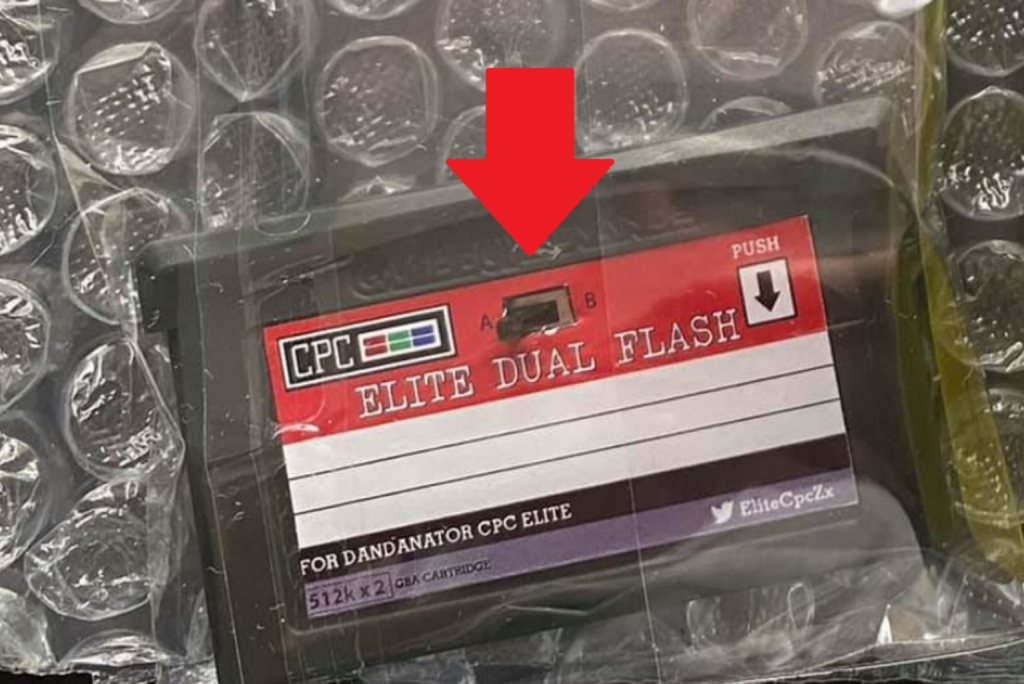 PUSH
A B
CPC
ELITE DUAL FLASH
FOR DANDANATOR CPC ELITE
EliteCpcZx
512k x 2 GBA CARTRIDGE